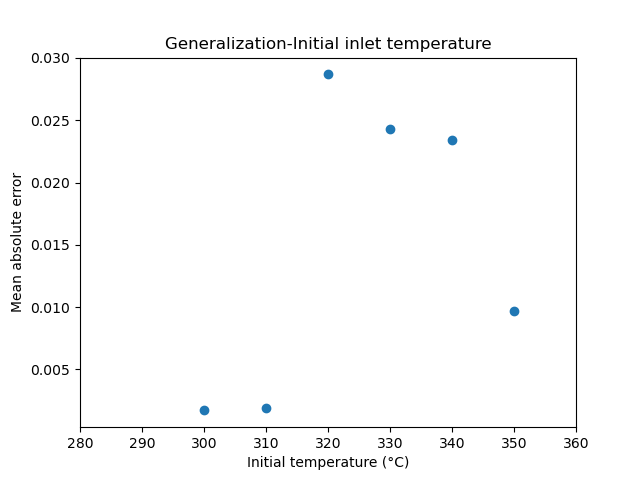 Generalization-Initial inlet temperature
0.030
0.025
0.020
0.015
0.010
0.005
Mean absolute error
280 290 300 310 320 330 340 350 360
Initial temperature (°C)